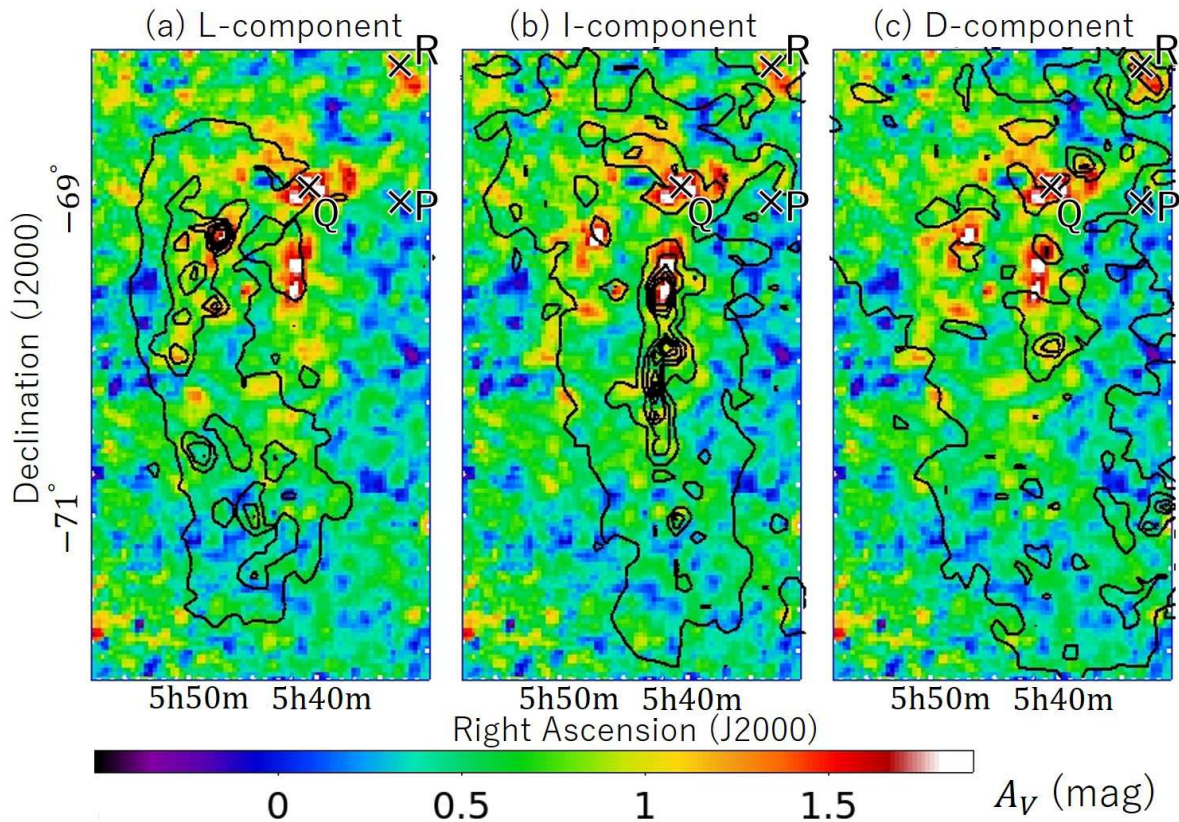 (a) L-component (b) I-component (c) D-component
R R R
P P P
Q Q Q
−69°
−71°
Declination (J2000)
5h50m 5h40m 5h50m 5h40m 5h50m 5h40m
Right Ascension (J2000)
0 0.5 1 1.5 A_V (mag)